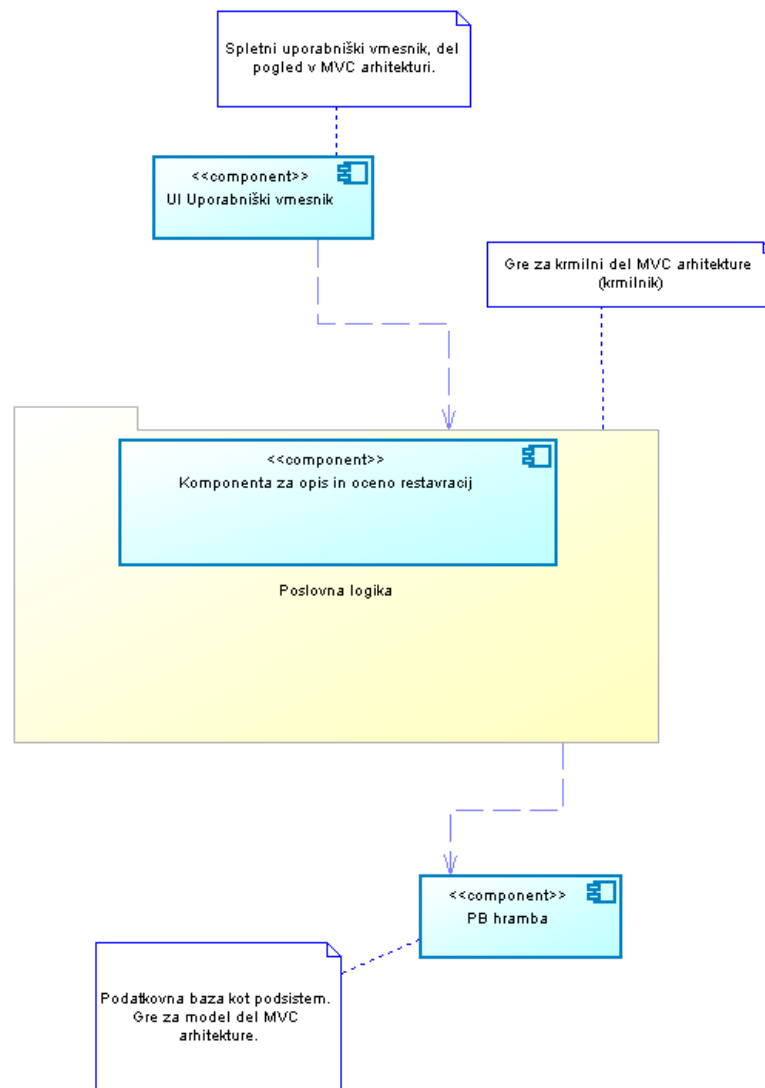 Spletni uporabniški vmesnik, del
pogled v MVC arhitekturi.
<<component>>
UI Uporabniški vmesnik
Gre za krmilni del MVC arhitekture
(krmilnik)
<<component>>
Komponenta za opis in oceno restavracij
Poslovna logika
<<component>>
PB hramba
Podatkovna baza kot podsistem.
Gre za model del MVC
arhitekture.